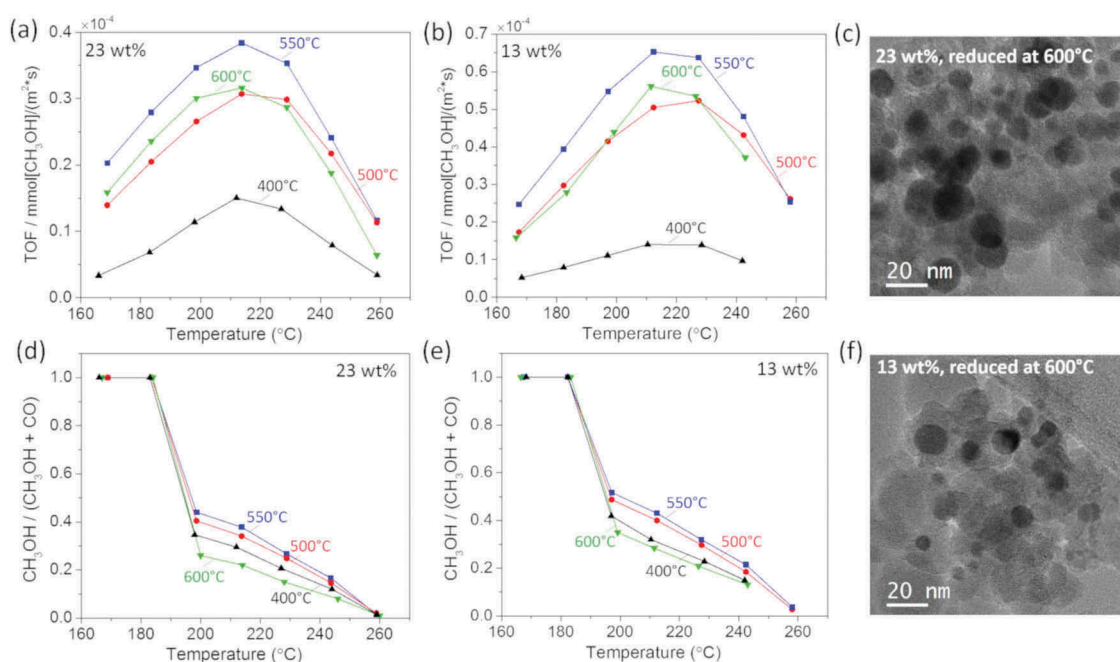 (a)
×10⁻⁴
23 wt%
0.4
0.3
0.2
0.1
0.0
TOF / mmol[CH₃OH]/(m²*s)
550°C
600°C
500°C
400°C
160 180 200 220 240 260
Temperature (°C)
(b)
×10⁻⁴
13 wt%
0.7
0.6
0.5
0.4
0.3
0.2
0.1
0.0
TOF / mmol[CH₃OH]/(m²*s)
600°C
550°C
500°C
400°C
160 180 200 220 240 260
Temperature (°C)
(c)
23 wt%, reduced at 600°C
20 nm
(d)
23 wt%
1.0
0.8
0.6
0.4
0.2
0.0
CH₃OH / (CH₃OH + CO)
550°C
500°C
600°C
400°C
160 180 200 220 240 260
Temperature (°C)
(e)
13 wt%
1.0
0.8
0.6
0.4
0.2
0.0
CH₃OH / (CH₃OH + CO)
550°C
500°C
600°C
400°C
160 180 200 220 240 260
Temperature (°C)
(f)
13 wt%, reduced at 600°C
20 nm